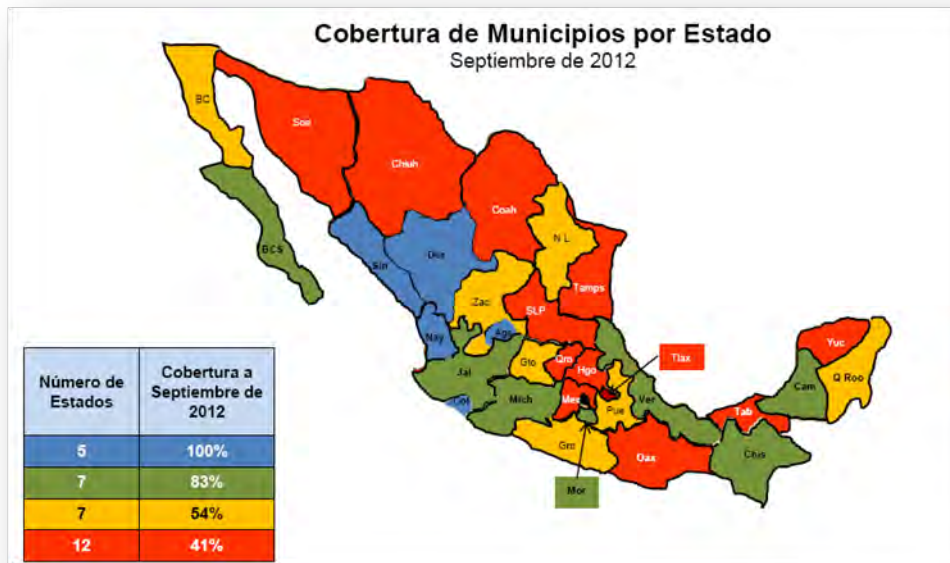 Cobertura de Municipios por Estado
Septiembre de 2012
BC
Son
Chiuh
Coah
N L
BCS
Sin
Tamps
Zac
SLP
Nay
Ags
Tlax
Yuc
Gto
Qro
Hgo
Jal
Cam
Q Roo
Mich
Mex
Pue
Ver
Tab
Gro
Oax
Chis
Mor
Número de Estados
Cobertura a Septiembre de 2012
5 100%
7 83%
7 54%
12 41%